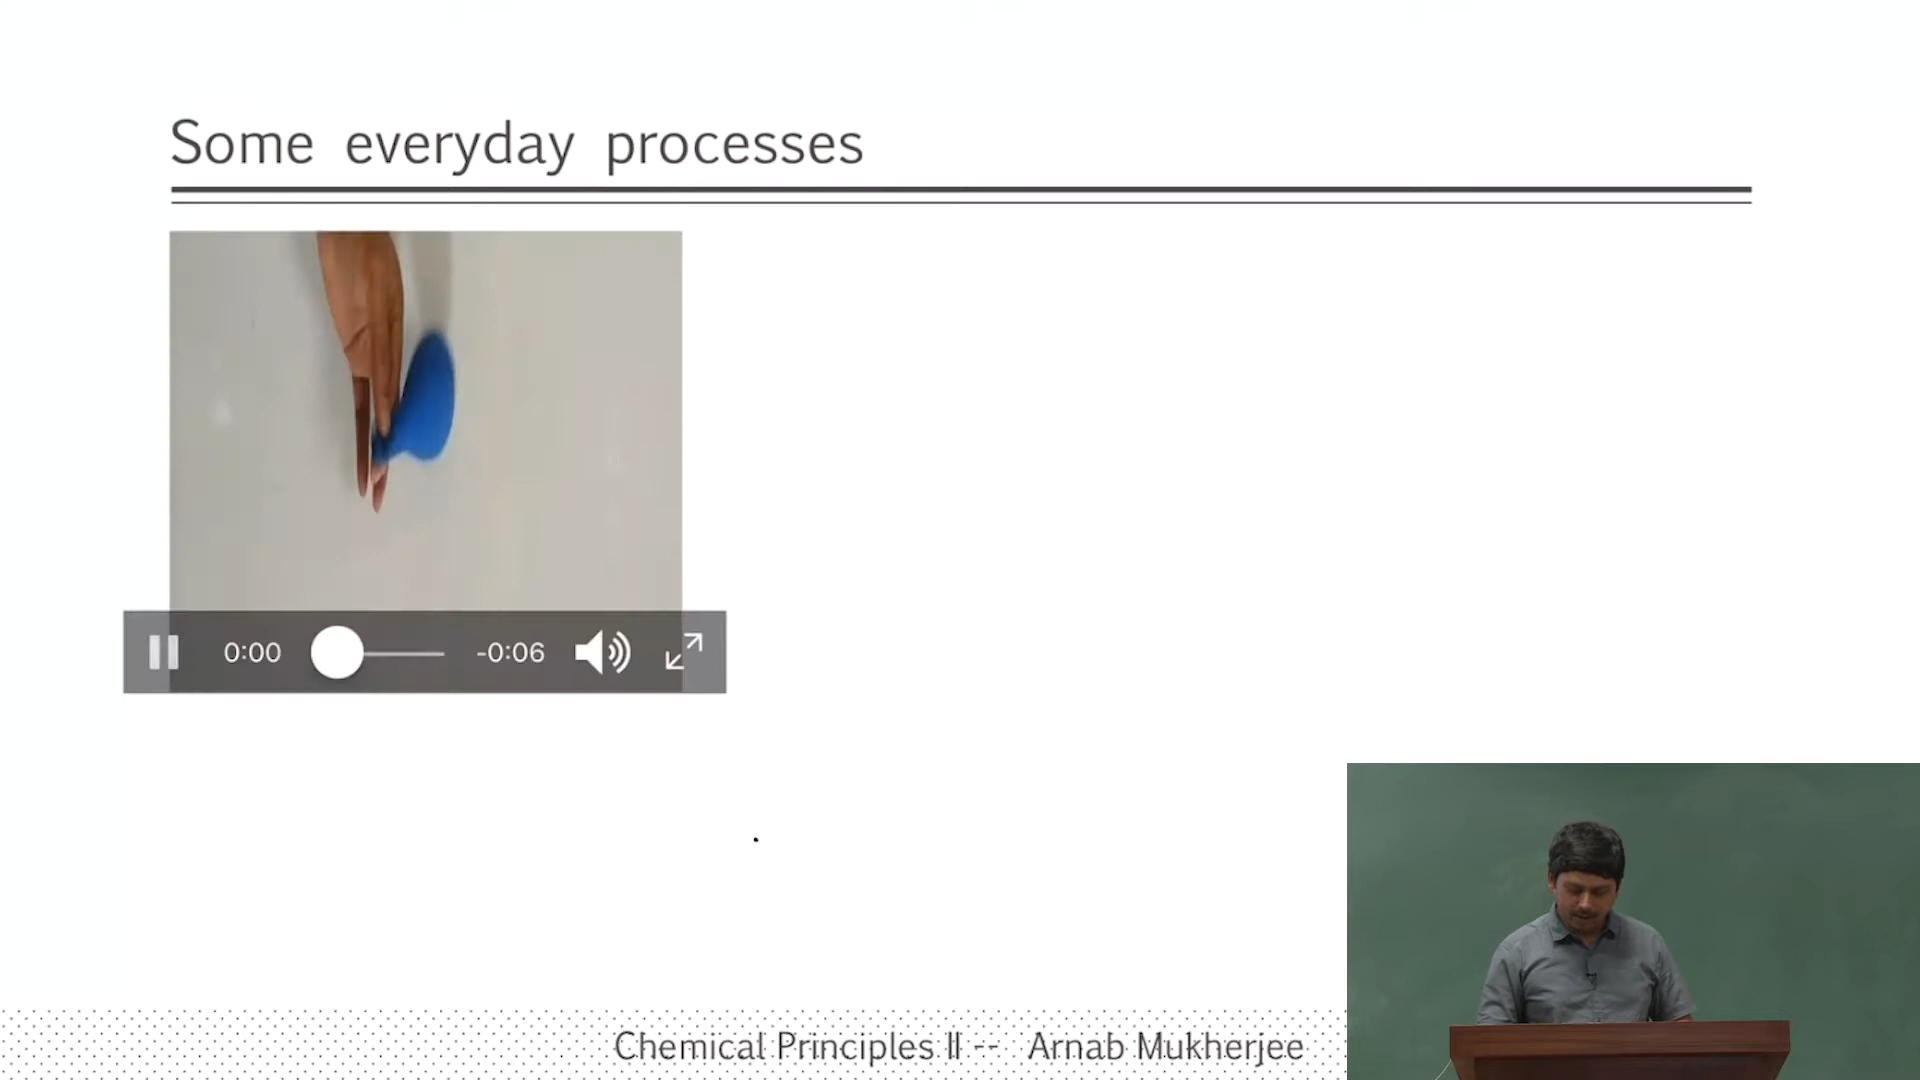 Some everyday processes
0:00 -0:06
Chemical Principles II -- Arnab Mukherjee